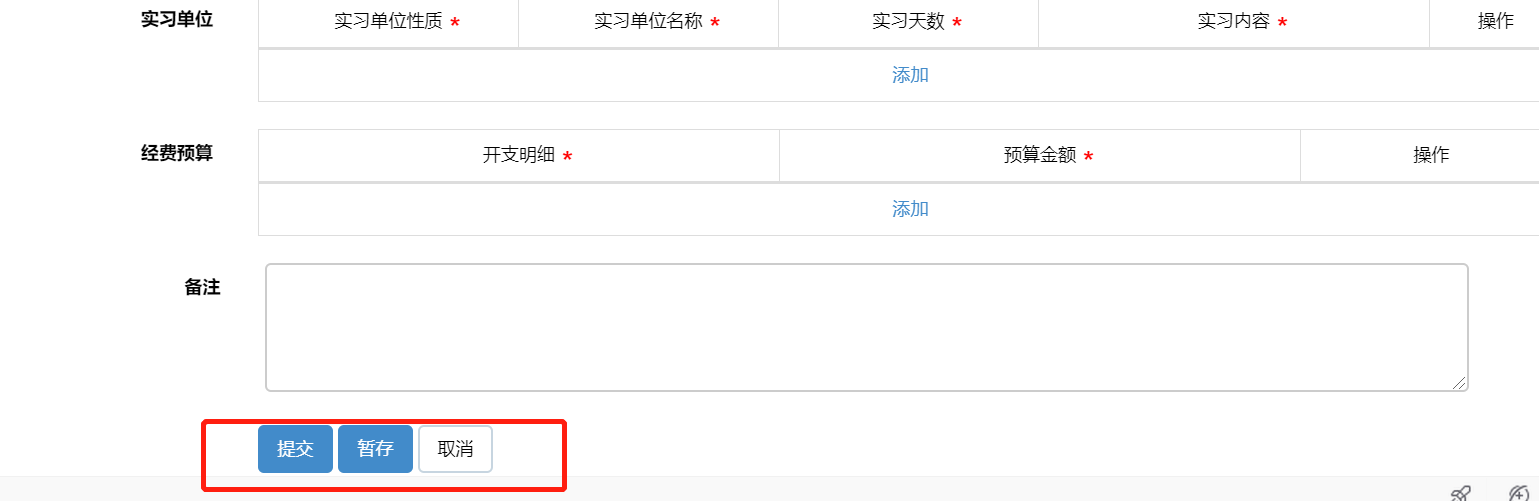 实习单位 实习单位性质 * 实习单位名称 * 实习天数 * 实习内容 * 操作
添加
经费预算 开支明细 * 预算金额 * 操作
添加
备注
提交 暂存 取消